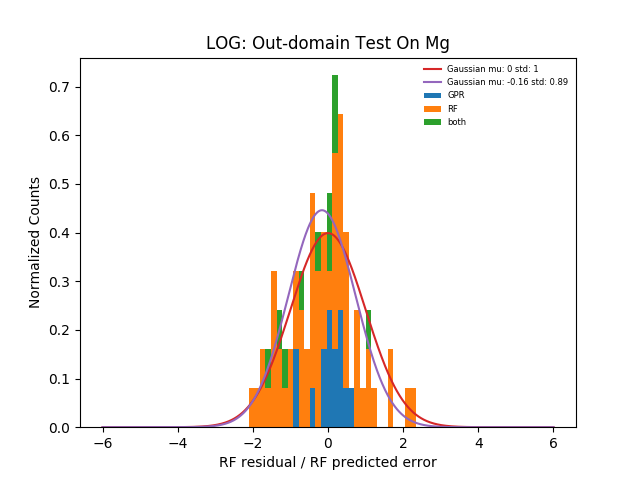 LOG: Out-domain Test On Mg
Gaussian mu: 0 std: 1
Gaussian mu: -0.16 std: 0.89
GPR
RF
both
Normalized Counts
0.7
0.6
0.5
0.4
0.3
0.2
0.1
0.0
−6
−4
−2
0
2
4
6
RF residual / RF predicted error